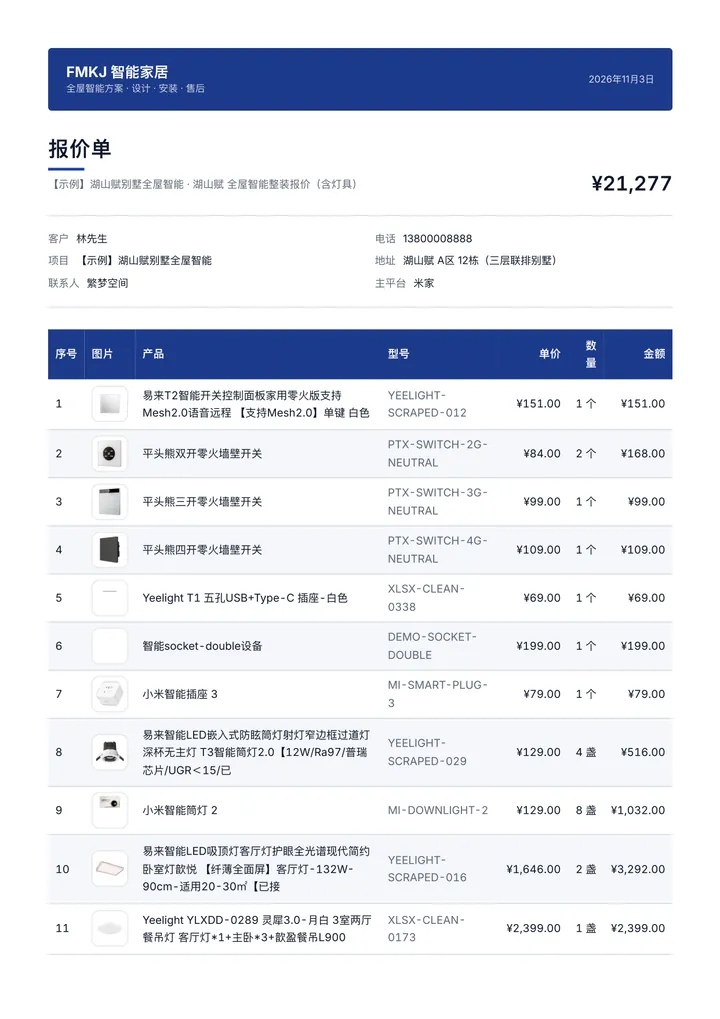 FMKJ 智能家居
全屋智能方案 · 设计 · 安装 · 售后
2026年11月3日
报价单
【示例】湖山赋别墅全屋智能 · 湖山赋 全屋智能整装报价（含灯具）
¥21,277
客户 林先生
电话 13800008888
项目 【示例】湖山赋别墅全屋智能
地址 湖山赋 A区 12栋（三层联排别墅）
联系人 繁梦空间
主平台 米家
序号 图片 产品 型号 单价 数量 金额
1 易来T2智能开关控制面板家用零火版支持
Mesh2.0语音远程 【支持Mesh2.0】单键 白色
YEELIGHT-
SCRAPED-012
¥151.00 1 个 ¥151.00
2 平头熊双开零火墙壁开关
PTX-SWITCH-2G-
NEUTRAL
¥84.00 2 个 ¥168.00
3 平头熊三开零火墙壁开关
PTX-SWITCH-3G-
NEUTRAL
¥99.00 1 个 ¥99.00
4 平头熊四开零火墙壁开关
PTX-SWITCH-4G-
NEUTRAL
¥109.00 1 个 ¥109.00
5 Yeelight T1 五孔USB+Type-C 插座-白色
XLSX-CLEAN-
0338
¥69.00 1 个 ¥69.00
6 智能socket-double设备
DEMO-SOCKET-
DOUBLE
¥199.00 1 个 ¥199.00
7 小米智能插座 3
MI-SMART-PLUG-
3
¥79.00 1 个 ¥79.00
8 易来智能LED嵌入式防眩筒灯射灯窄边框过道灯
深杯无主灯 T3智能筒灯2.0【12W/Ra97/普瑞
芯片/UGR＜15/已
YEELIGHT-
SCRAPED-029
¥129.00 4 盏 ¥516.00
9 小米智能筒灯 2
MI-DOWNLIGHT-2
¥129.00 8 盏 ¥1,032.00
10 易来智能LED吸顶灯客厅灯护眼全光谱现代简约
卧室灯歆悦 【纤薄全面屏】客厅灯-132W-
90cm-适用20-30㎡【已接
YEELIGHT-
SCRAPED-016
¥1,646.00 2 盏 ¥3,292.00
11 Yeelight YLXDD-0289 灵犀3.0-月白 3室两厅
餐吊灯 客厅灯*1+主卧*3+歆盈餐吊L900
XLSX-CLEAN-
0173
¥2,399.00 1 盏 ¥2,399.00